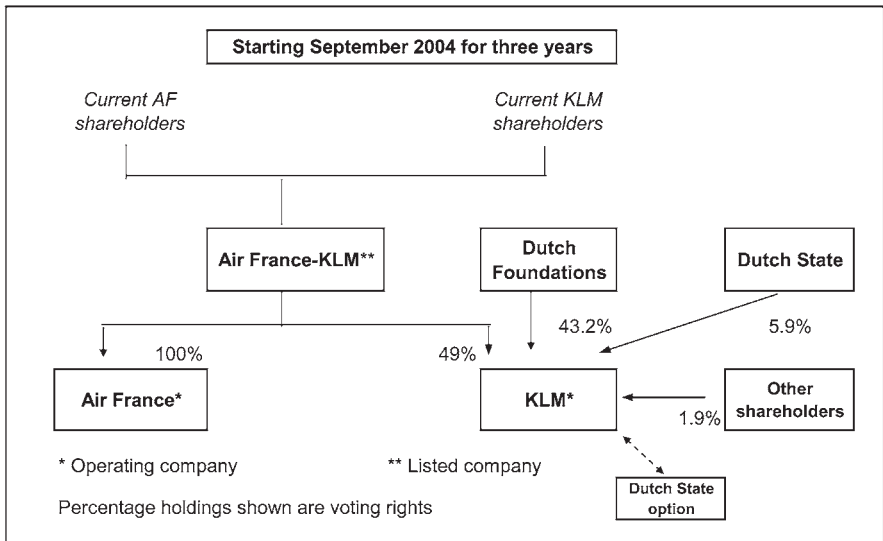 Starting September 2004 for three years
Current AF
shareholders
Current KLM
shareholders
Air France-KLM**
Dutch
Foundations
Dutch State
43.2%
5.9%
100%
49%
Air France*
KLM*
Other
shareholders
1.9%
* Operating company
** Listed company
Dutch State
option
Percentage holdings shown are voting rights